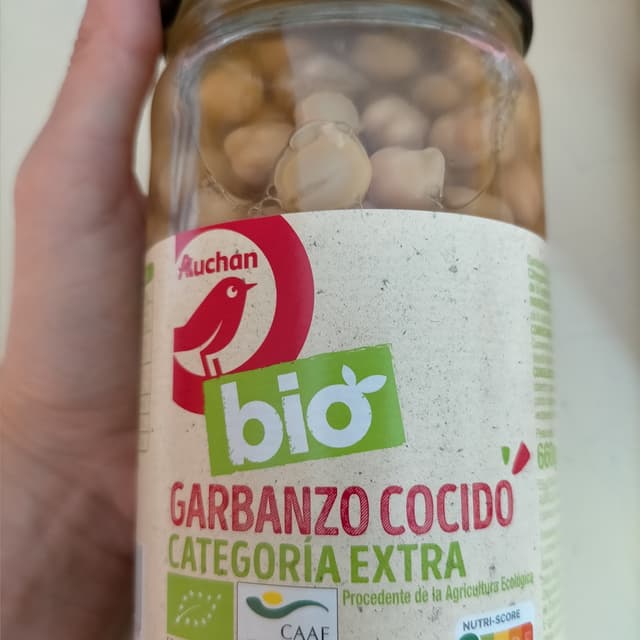 Auchan
bio
GARBANZO COCIDO
CATEGORÍA EXTRA
Procedente de la Agricultura Ecológica
CAAE
NUTRI-SCORE